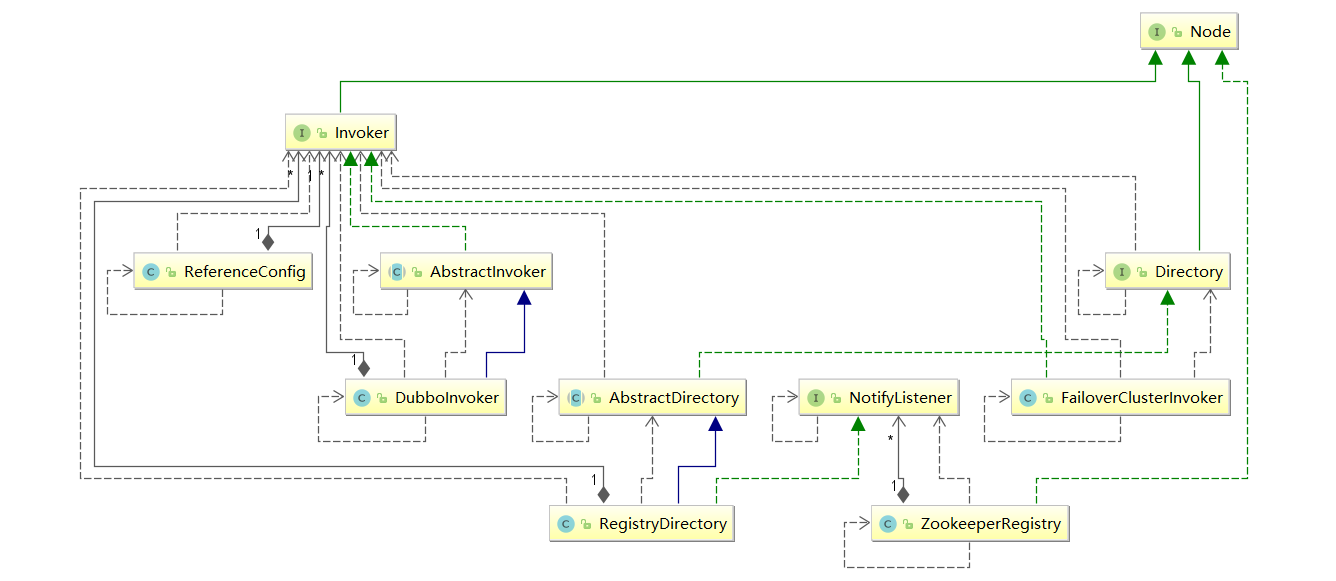 I Node
I Invoker
* 1 *
1
C ReferenceConfig
C AbstractInvoker
I Directory
1
C DubboInvoker
C AbstractDirectory
I NotifyListener
C FailoverClusterInvoker
*
1
1
C RegistryDirectory
C ZookeeperRegistry